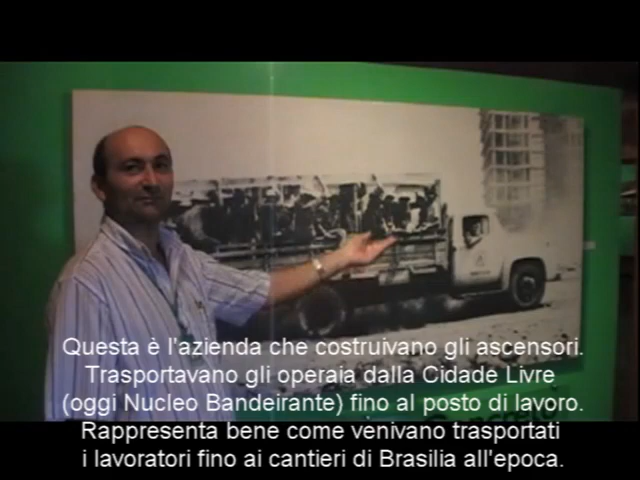 Questa è l'azienda che costruivano gli ascensori.
Trasportavano gli operaia dalla Cidade Livre
(oggi Nucleo Bandeirante) fino al posto di lavoro.
Rappresenta bene come venivano trasportati
i lavoratori fino ai cantieri di Brasilia all'epoca.